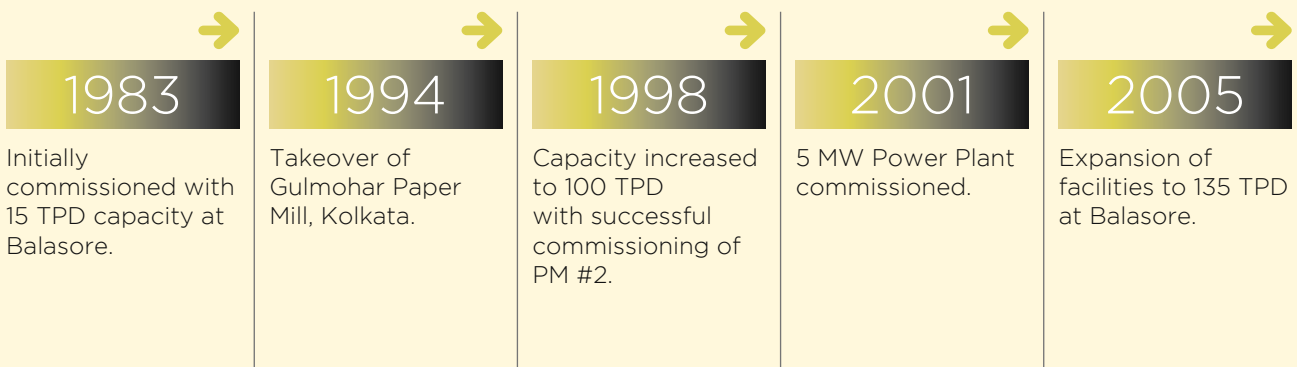 1983
Initially
commissioned with
15 TPD capacity at
Balasore.
1994
Takeover of
Gulmohar Paper
Mill, Kolkata.
1998
Capacity increased
to 100 TPD
with successful
commissioning of
PM #2.
2001
5 MW Power Plant
commissioned.
2005
Expansion of
facilities to 135 TPD
at Balasore.